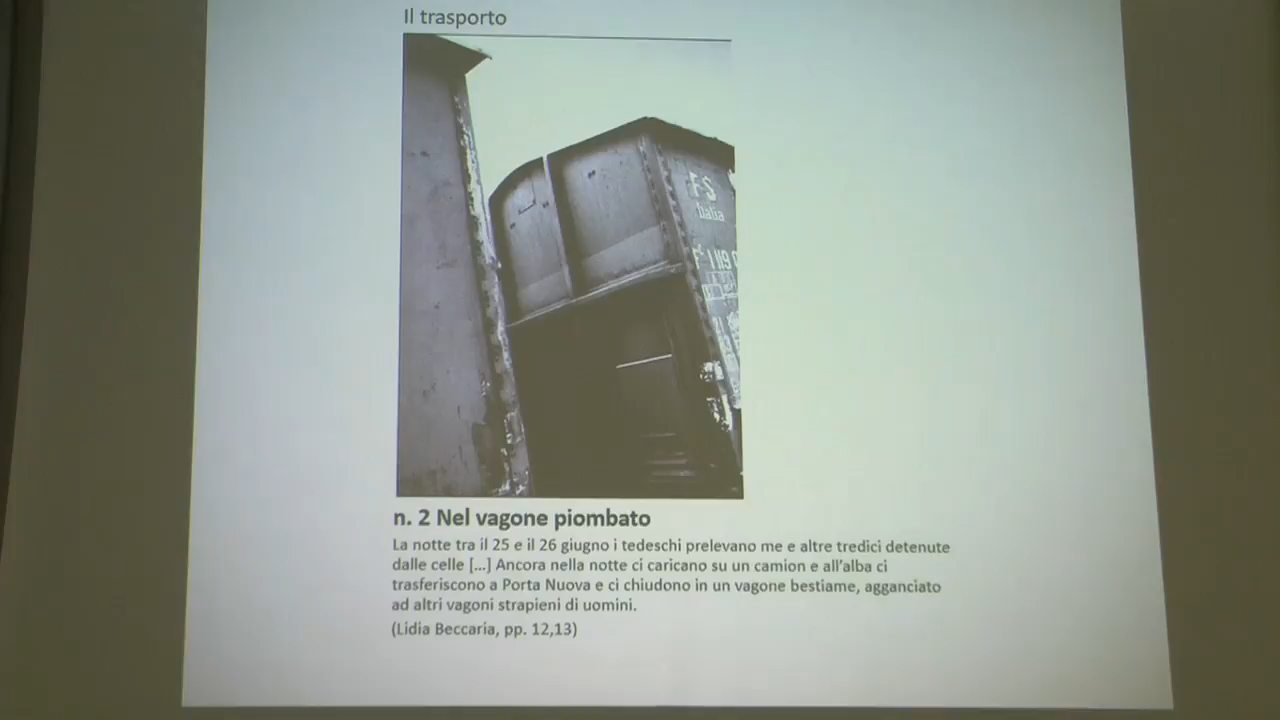 Il trasporto
FS
Italia
F 1119
n. 2 Nel vagone piombato
La notte tra il 25 e il 26 giugno i tedeschi prelevano me e altre tredici detenute
dalle celle [...] Ancora nella notte ci caricano su un camion e all'alba ci
trasferiscono a Porta Nuova e ci chiudono in un vagone bestiame, agganciato
ad altri vagoni strapieni di uomini.
(Lidia Beccaria, pp. 12,13)